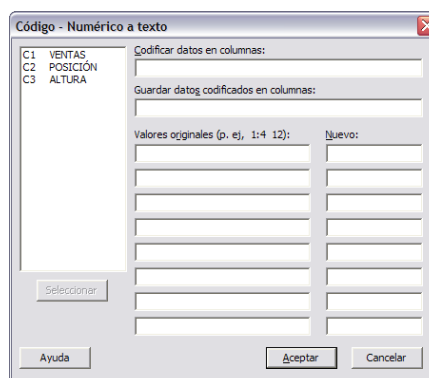 Código - Numérico a texto
C1 VENTAS
C2 POSICIÓN
C3 ALTURA
Codificar datos en columnas:
Guardar datos codificados en columnas:
Valores originales (p. ej, 1:4 12):
Nuevo:
Seleccionar
Ayuda
Aceptar
Cancelar